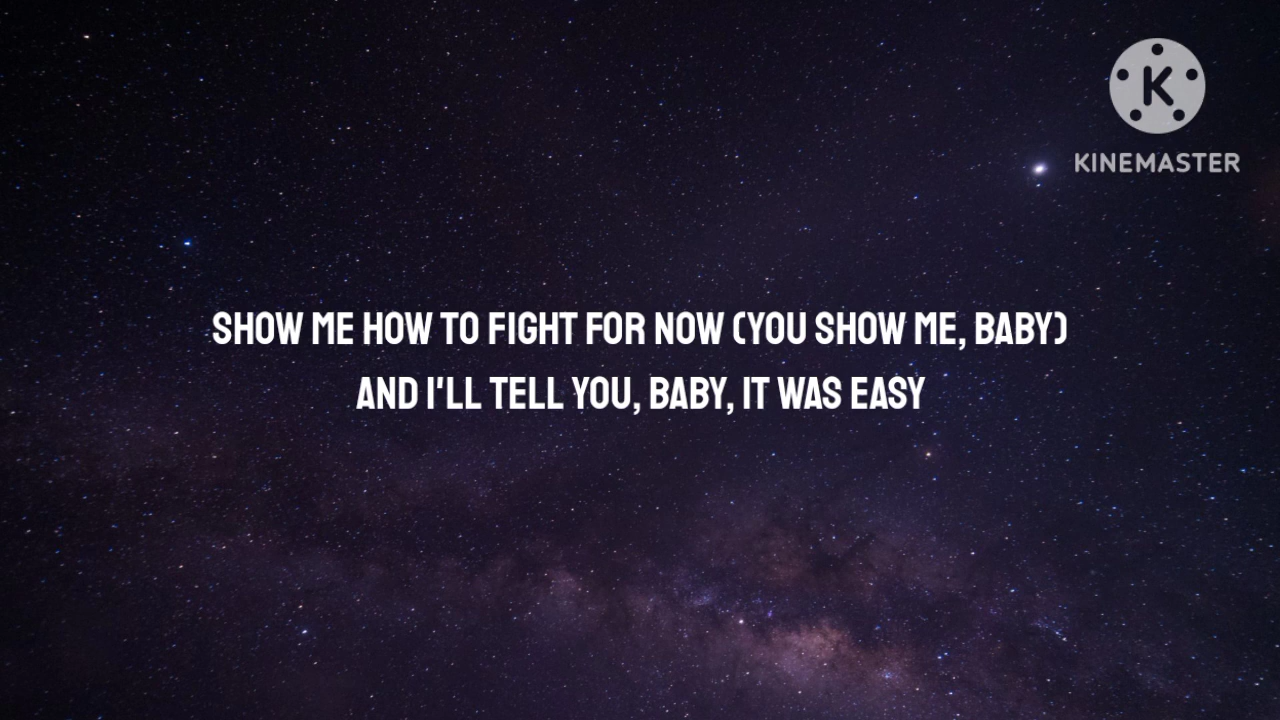 K
KINEMASTER
SHOW ME HOW TO FIGHT FOR NOW (YOU SHOW ME, BABY)
AND I'LL TELL YOU, BABY, IT WAS EASY